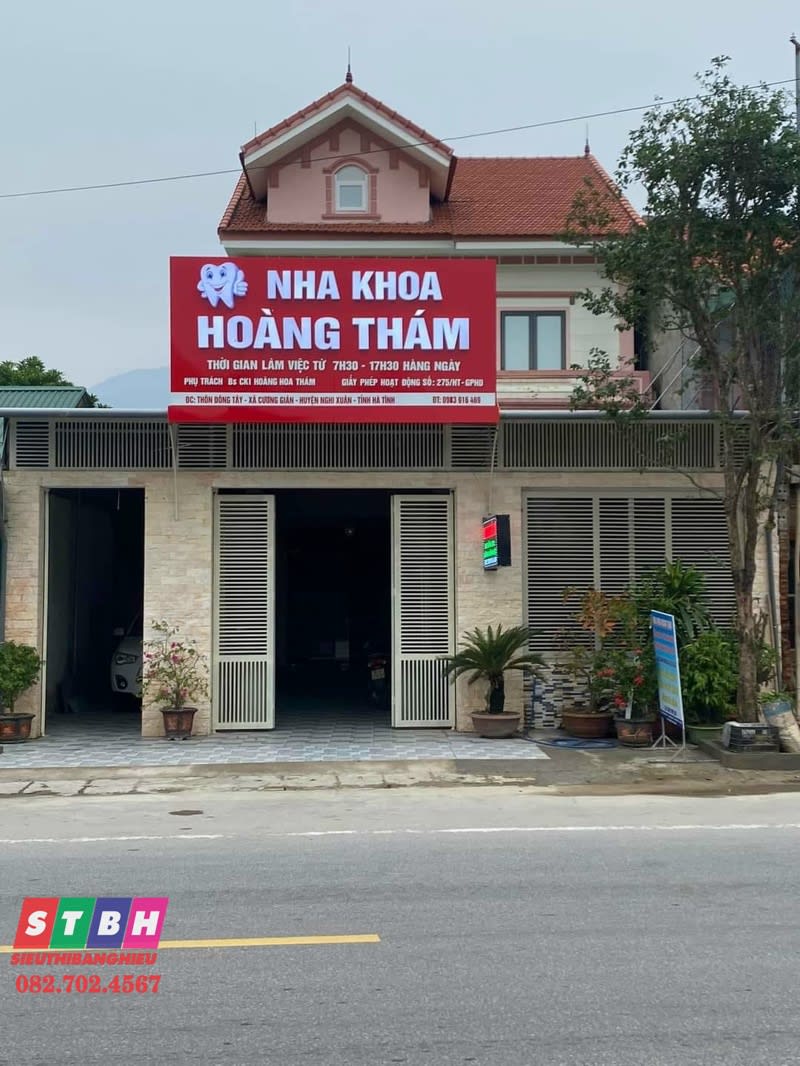 NHA KHOA
HOÀNG THÁM
THỜI GIAN LÀM VIỆC TỪ 7H30 - 17H30 HÀNG NGÀY
PHỤ TRÁCH Bs CKI HOÀNG HOA THÁM GIẤY PHÉP HOẠT ĐỘNG SỐ: 275/HT-GPHĐ
ĐC: THÔN ĐÔNG TÂY - XÃ CƯƠNG GIÁN - HUYỆN NGHI XUÂN - TỈNH HÀ TĨNH ĐT: 0983 616 469
STBH
SIEUTHIBANGHIEU
082.702.4567